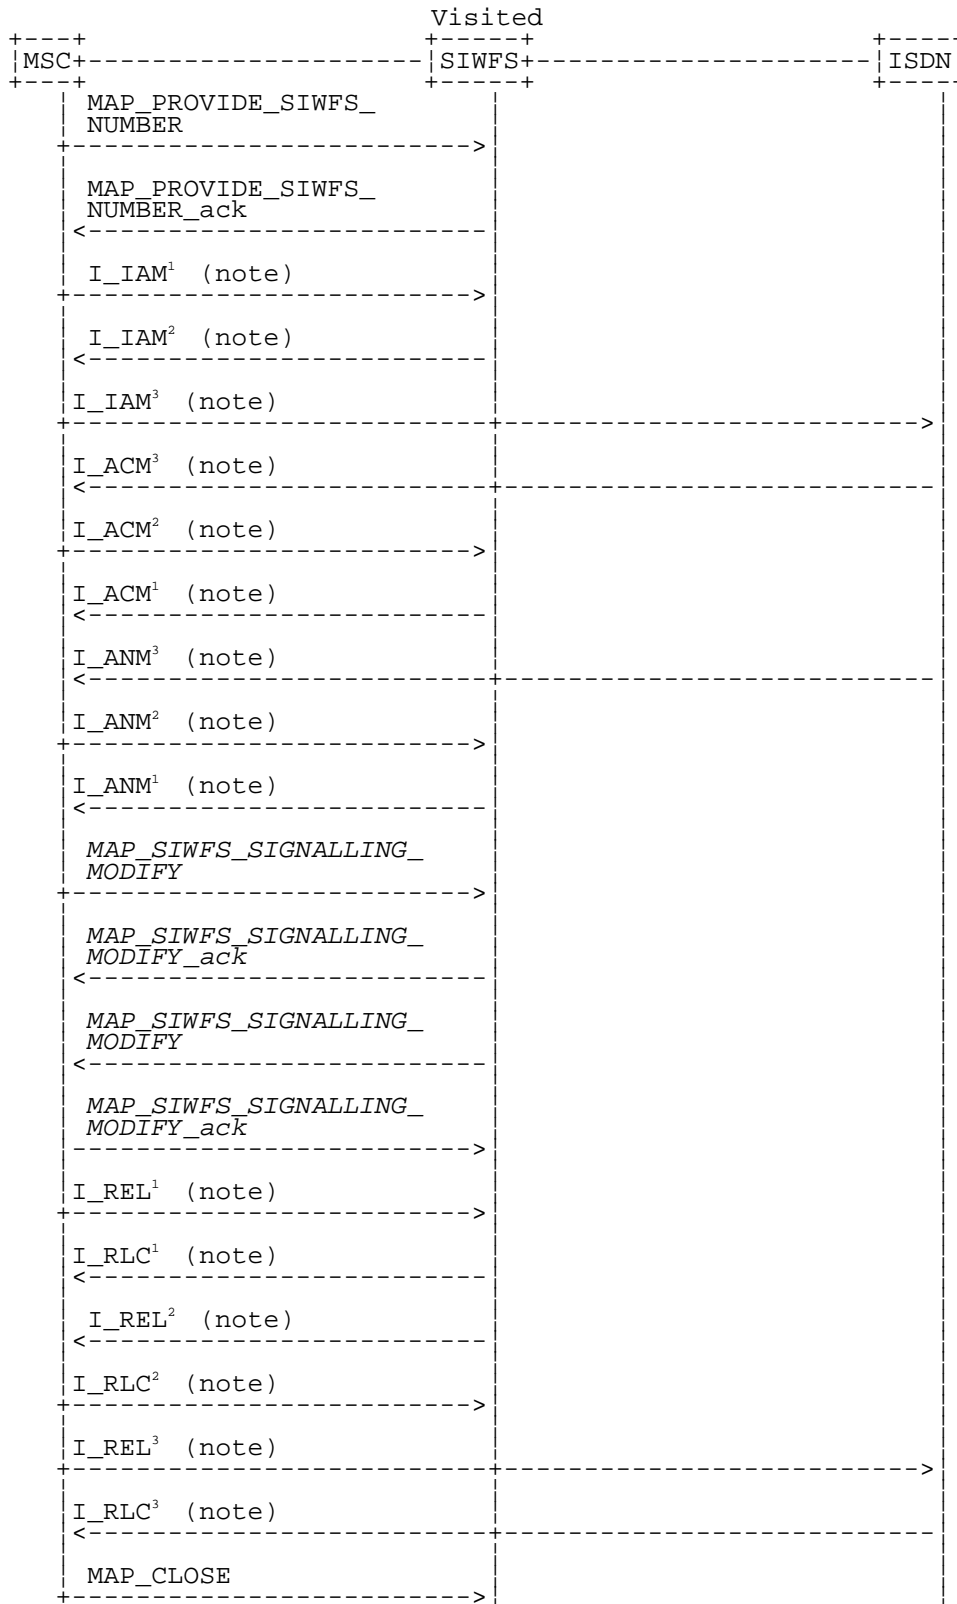 Visited
MSC SIWFS ISDN
MAP_PROVIDE_SIWFS_
NUMBER
MAP_PROVIDE_SIWFS_
NUMBER_ack
I_IAM¹ (note)
I_IAM² (note)
I_IAM³ (note)
I_ACM³ (note)
I_ACM² (note)
I_ACM¹ (note)
I_ANM³ (note)
I_ANM² (note)
I_ANM¹ (note)
MAP_SIWFS_SIGNALLING_
MODIFY
MAP_SIWFS_SIGNALLING_
MODIFY_ack
MAP_SIWFS_SIGNALLING_
MODIFY
MAP_SIWFS_SIGNALLING_
MODIFY_ack
I_REL¹ (note)
I_RLC¹ (note)
I_REL² (note)
I_RLC² (note)
I_REL³ (note)
I_RLC³ (note)
MAP_CLOSE